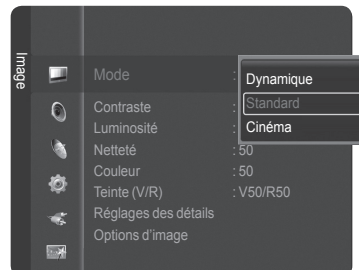 Image
Mode : Dynamique
Standard
Contraste : Cinéma
Luminosité :
Netteté : 50
Couleur : 50
Teinte (V/R) : V50/R50
Réglages des détails
Options d'image